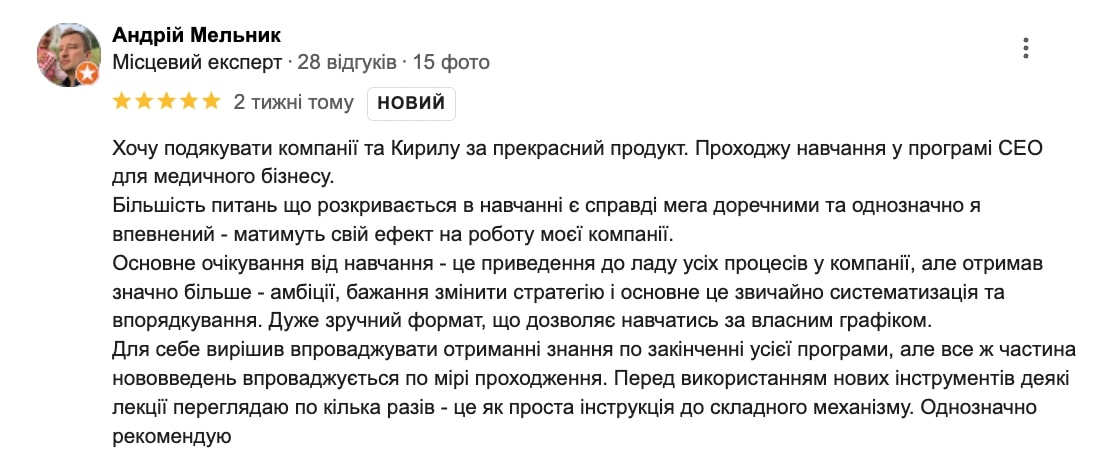 Андрій Мельник
Місцевий експерт · 28 відгуків · 15 фото
2 тижні тому НОВИЙ
Хочу подякувати компанії та Кирилу за прекрасний продукт. Проходжу навчання у програмі СЕО
для медичного бізнесу.
Більшість питань що розкривається в навчанні є справді мега доречними та однозначно я
впевнений - матимуть свій ефект на роботу моєї компанії.
Основне очікування від навчання - це приведення до ладу усіх процесів у компанії, але отримав
значно більше - амбіції, бажання змінити стратегію і основне це звичайно систематизація та
впорядкування. Дуже зручний формат, що дозволяє навчатись за власним графіком.
Для себе вирішив впроваджувати отриманні знання по закінченні усієї програми, але все ж частина
нововведень впроваджується по мірі проходження. Перед використанням нових інструментів деякі
лекції переглядаю по кілька разів - це як проста інструкція до складного механізму. Однозначно
рекомендую